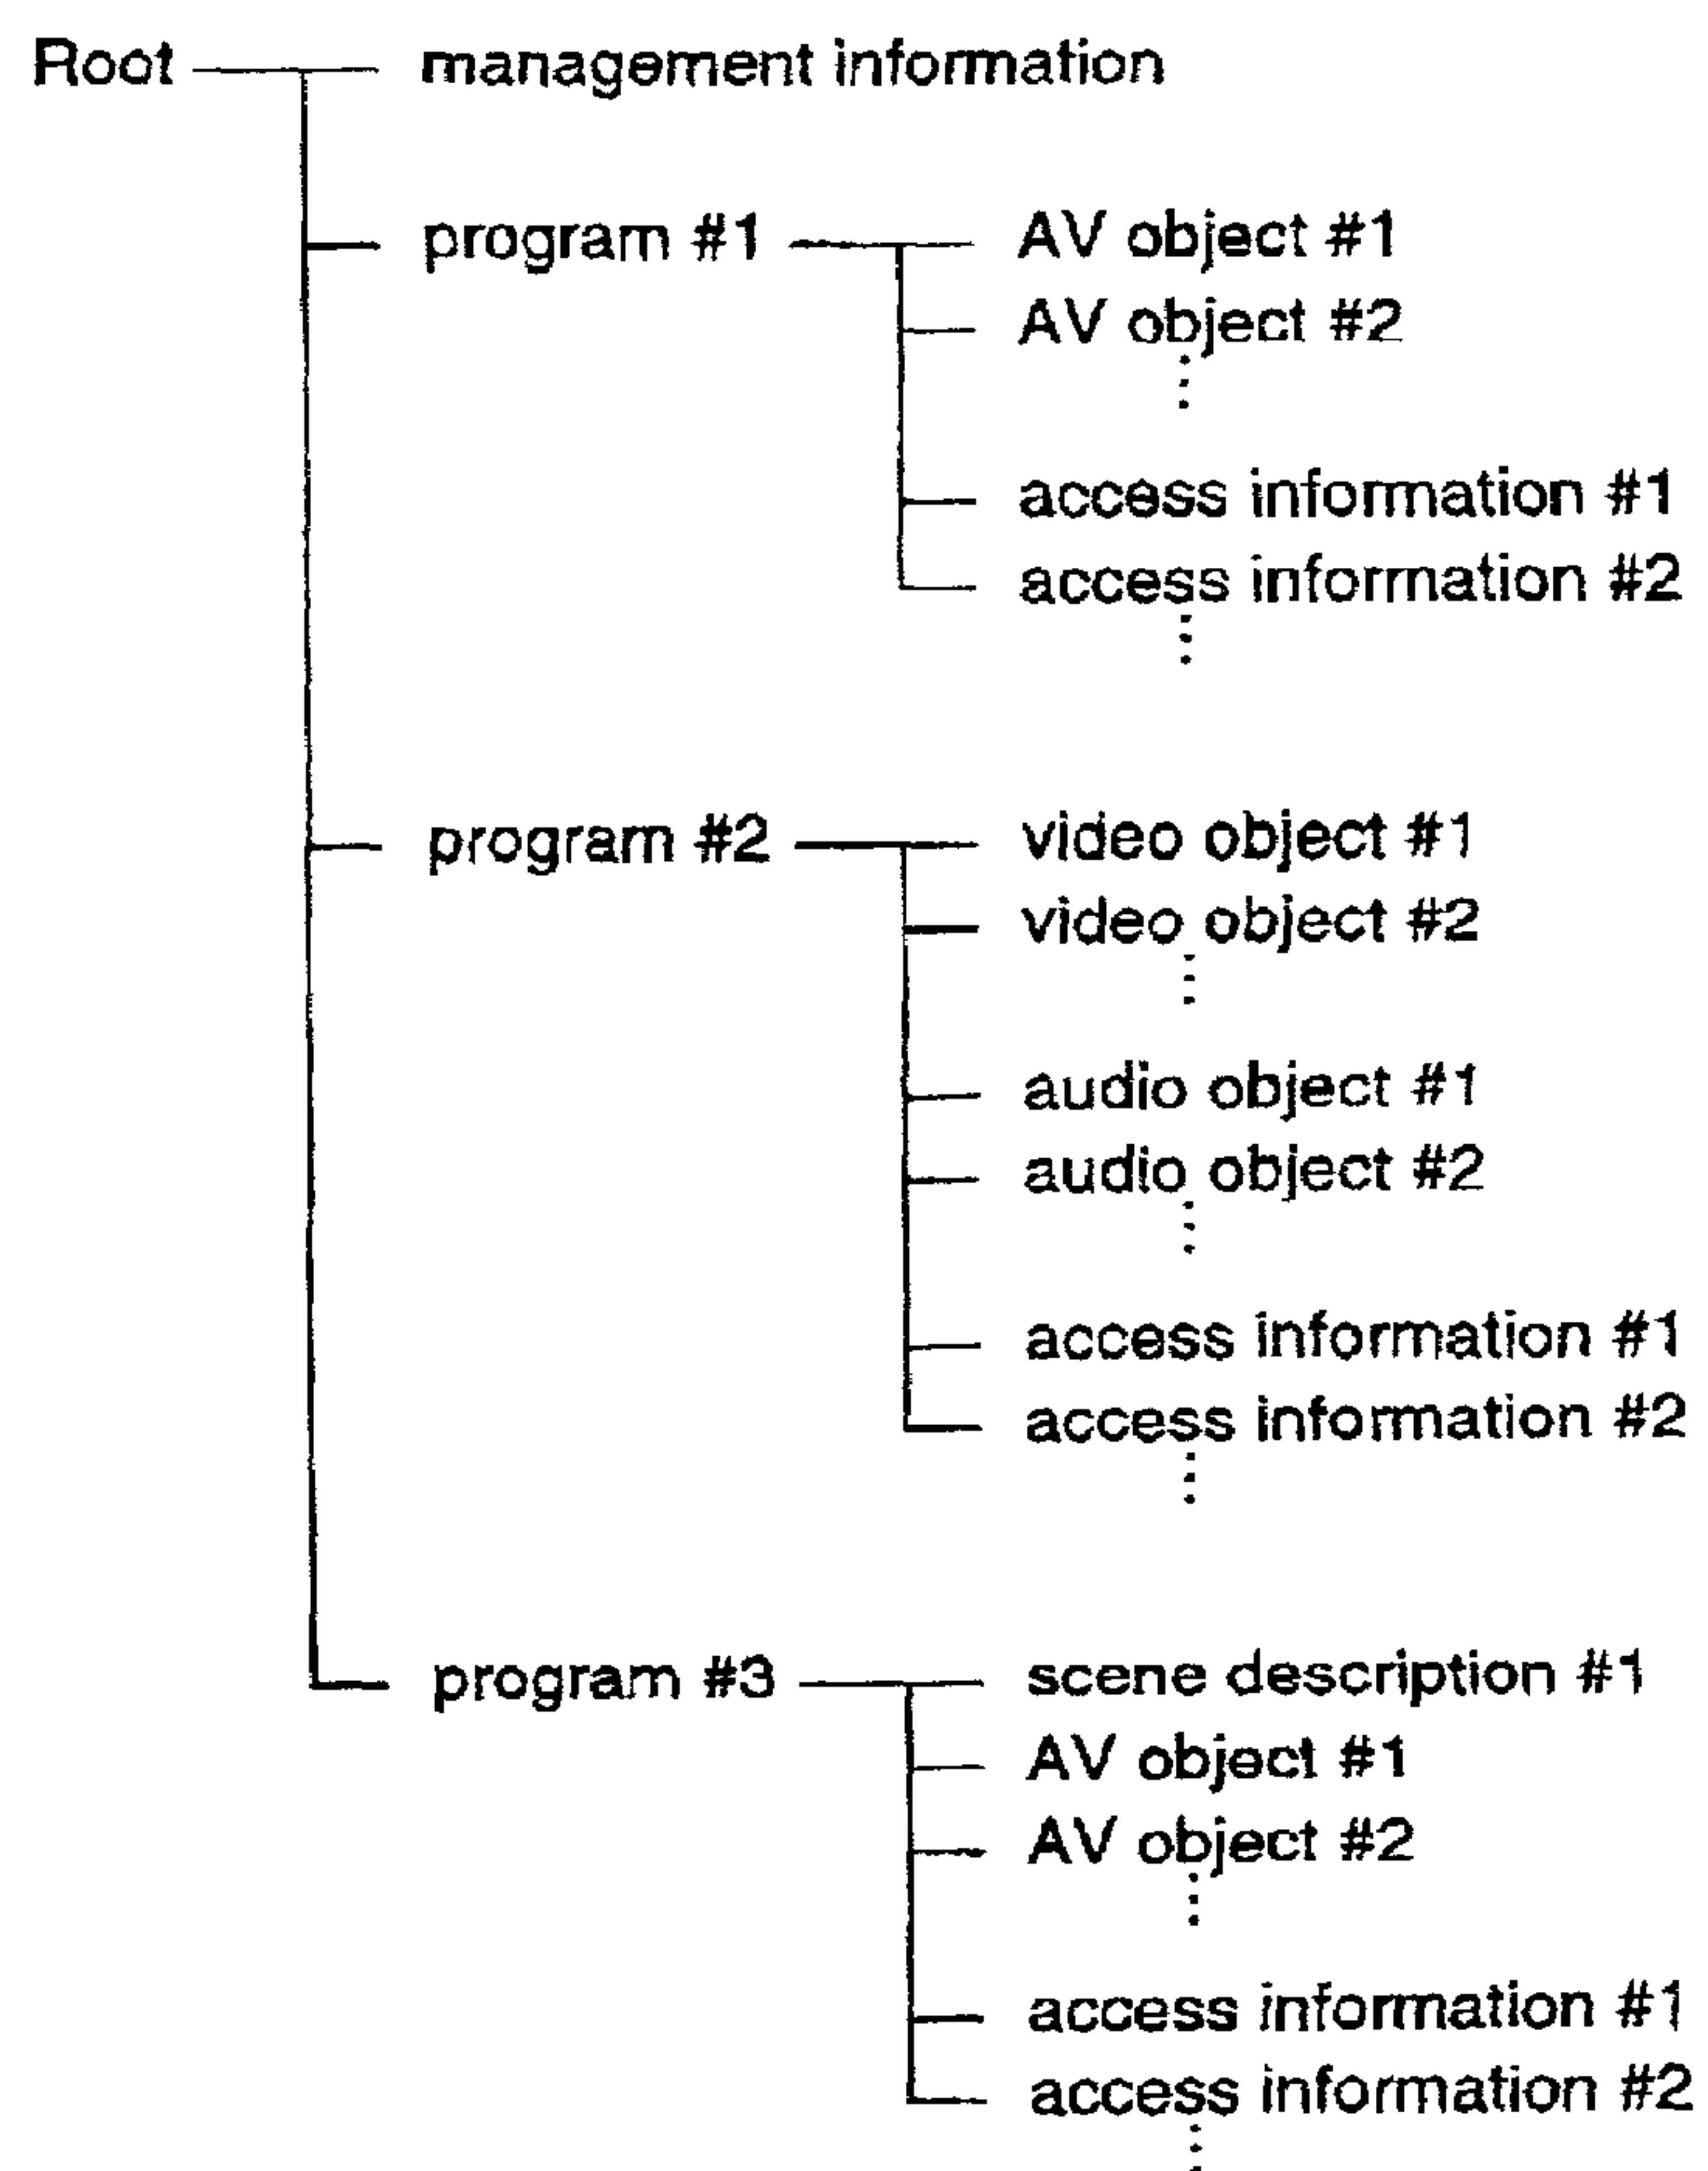 Root management information
program #1 AV object #1
AV object #2
access information #1
access information #2
program #2 video object #1
video object #2
audio object #1
audio object #2
access information #1
access information #2
program #3 scene description #1
AV object #1
AV object #2
access information #1
access information #2